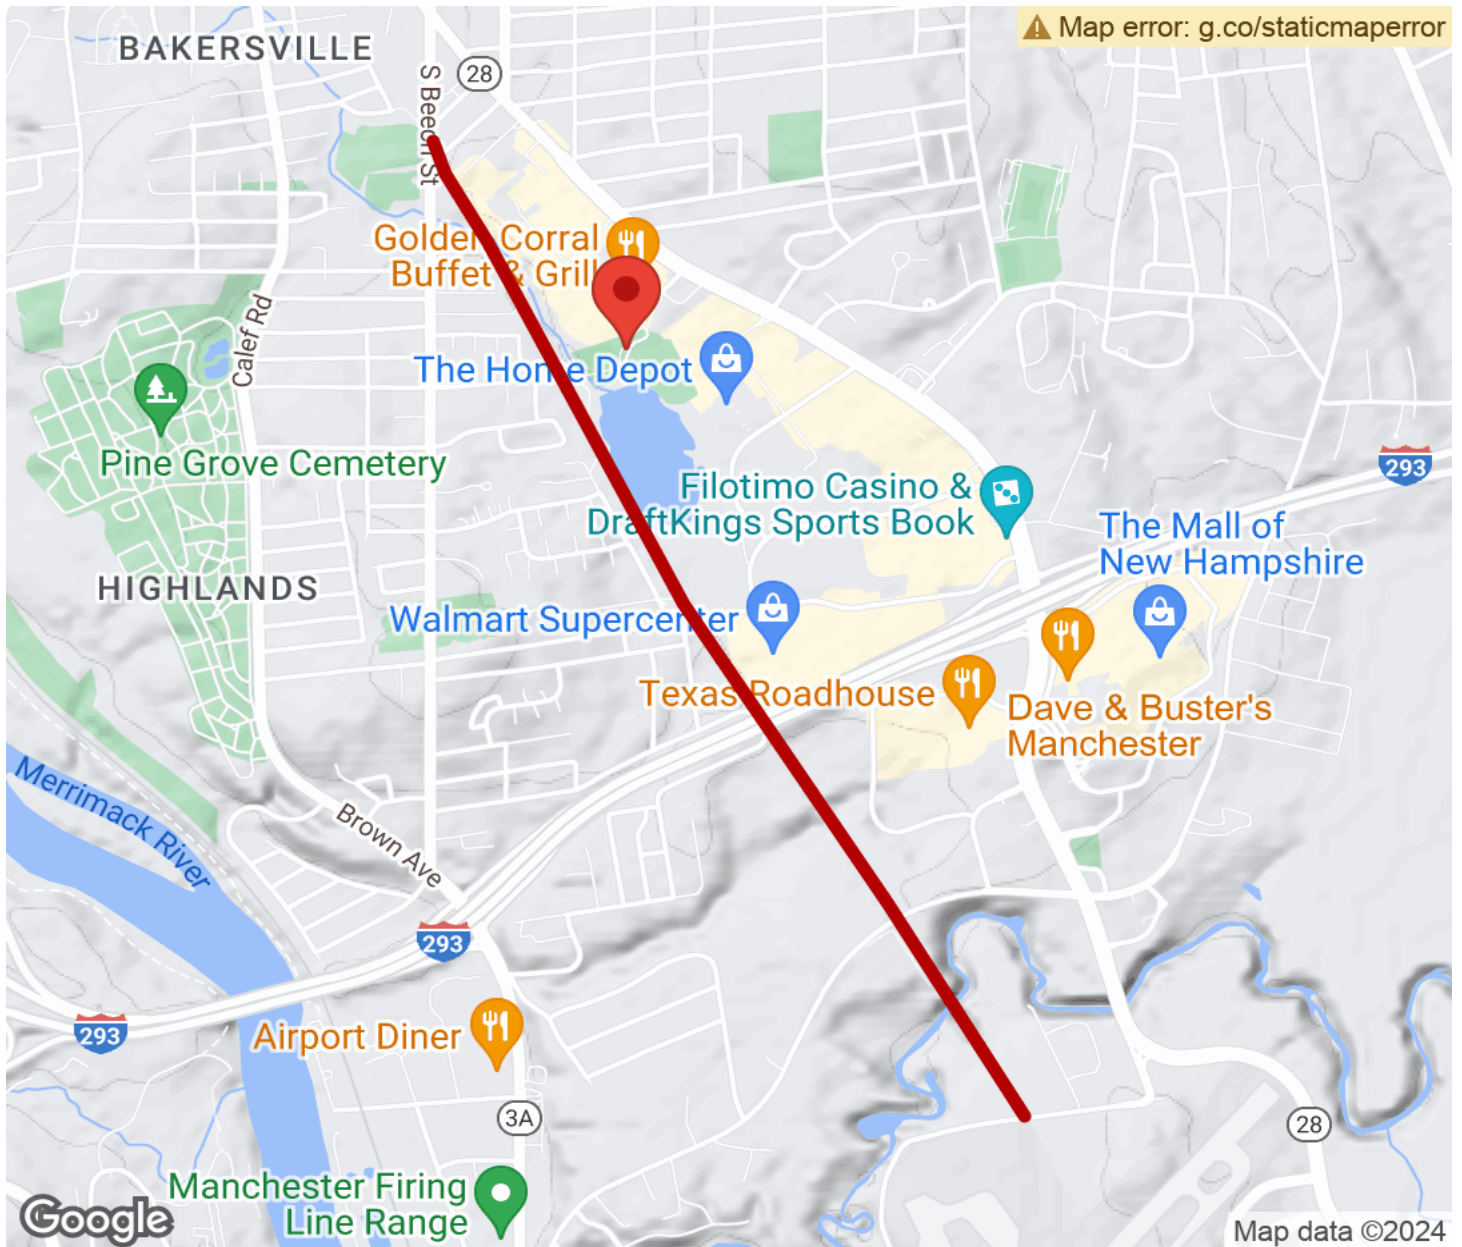 Map error: g.co/staticmaperror
BAKERSVILLE
28
S Beech St
Golden Corral
Buffet & Grill
Calef Rd
The Home Depot
Pine Grove Cemetery
293
Filotimo Casino &
DraftKings Sports Book
The Mall of
New Hampshire
HIGHLANDS
Walmart Supercenter
Texas Roadhouse
Dave & Buster's
Manchester
Merrimack River
Brown Ave
293
293
Airport Diner
3A
28
Manchester Firing
Line Range
Google
Map data ©2024